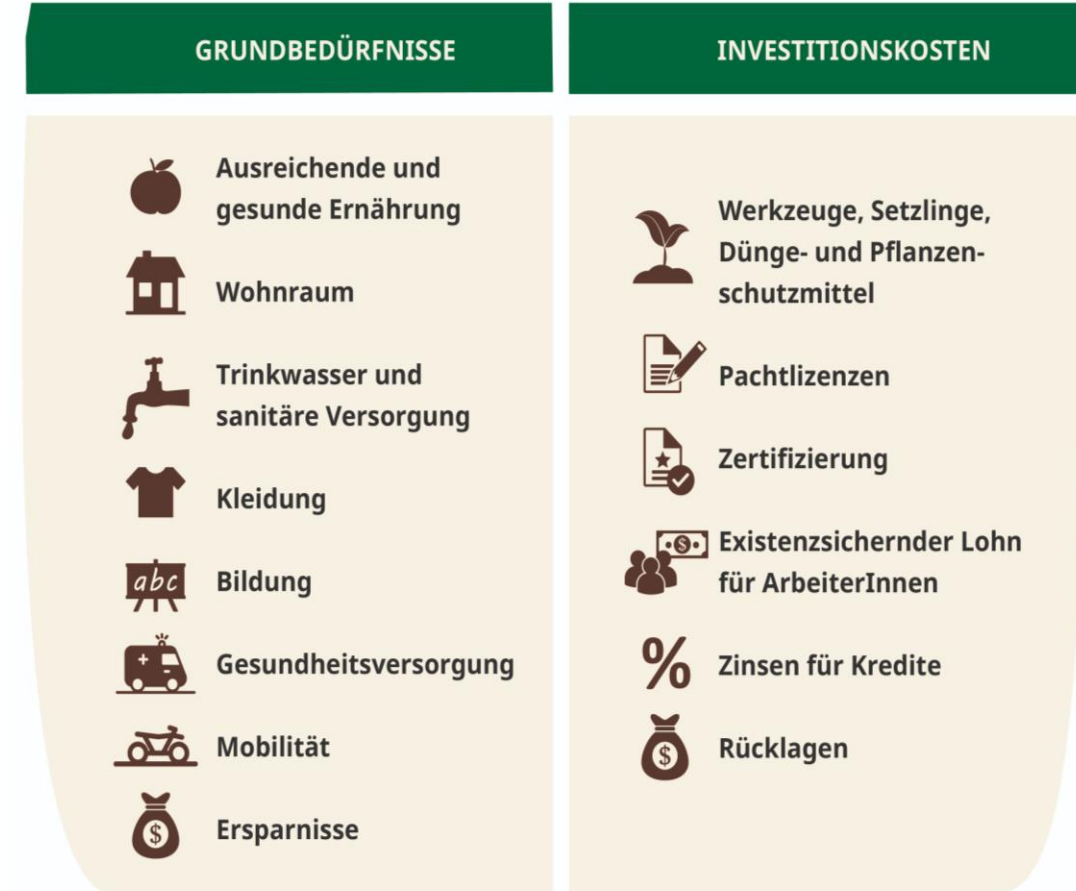 GRUNDBEDÜRFNISSE
Ausreichende und
gesunde Ernährung
Wohnraum
Trinkwasser und
sanitäre Versorgung
Kleidung
abc
Bildung
Gesundheitsversorgung
Mobilität
$
Ersparnisse
INVESTITIONSKOSTEN
Werkzeuge, Setzlinge,
Dünge- und Pflanzen-
schutzmittel
Pachtlizenzen
Zertifizierung
$
Existenzsichernder Lohn
für ArbeiterInnen
%
Zinsen für Kredite
$
Rücklagen